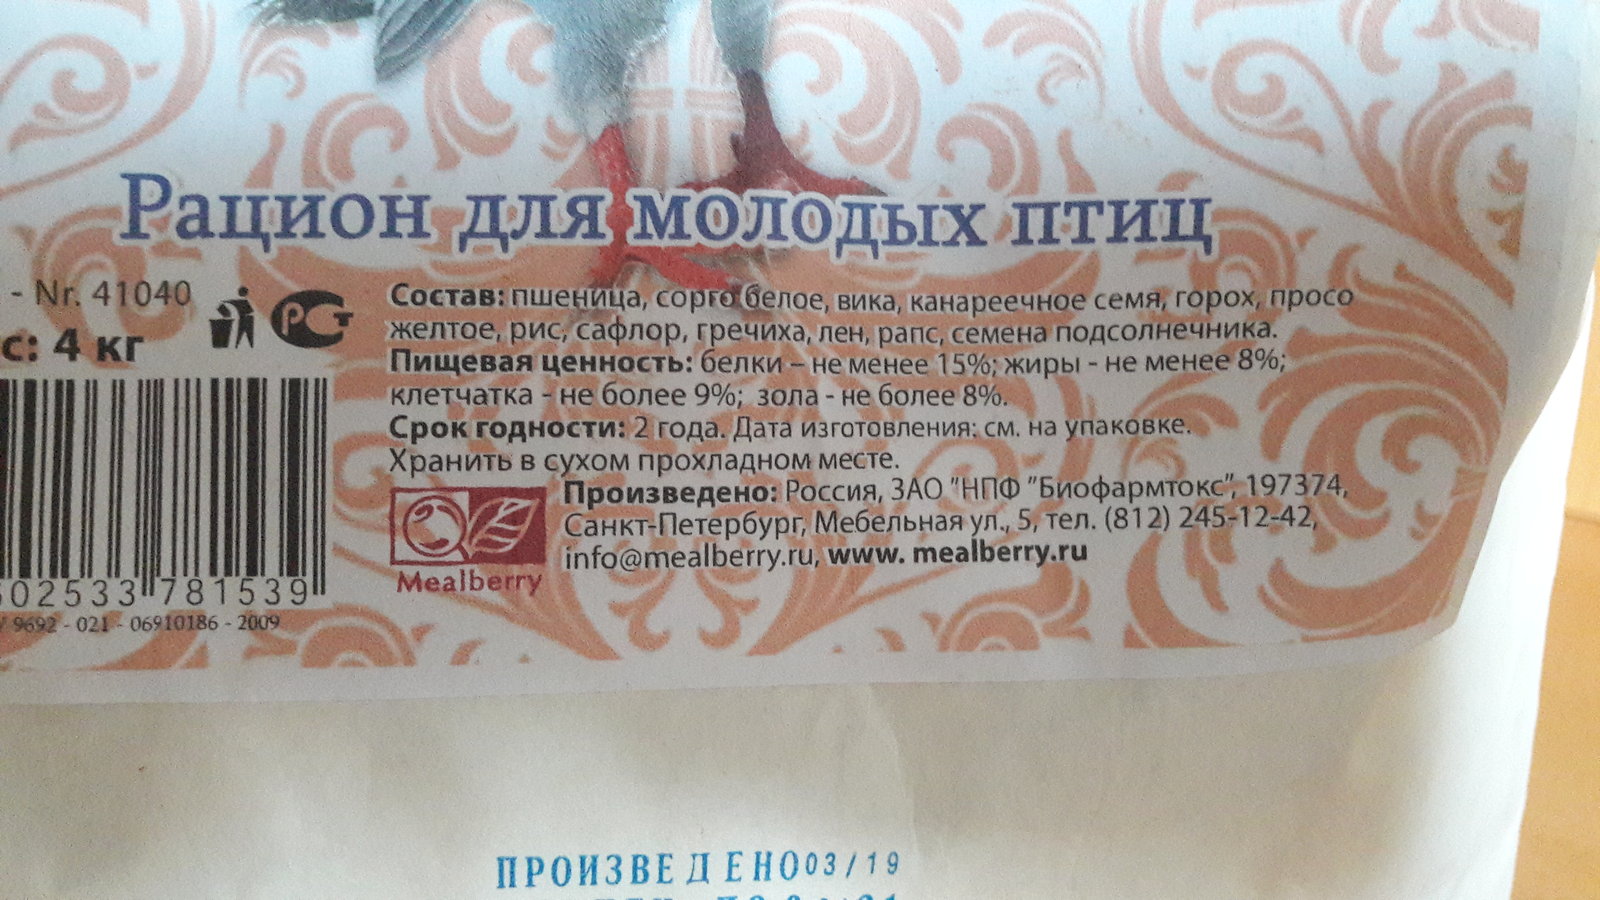 Рацион для молодых птиц
- Nr. 41040
с: 4 кг
РСТ
Состав: пшеница, сорго белое, вика, канареечное семя, горох, просо
желтое, рис, сафлор, гречиха, лен, рапс, семена подсолнечника.
Пищевая ценность: белки – не менее 15%; жиры - не менее 8%;
клетчатка - не более 9%; зола - не более 8%.
Срок годности: 2 года. Дата изготовления: см. на упаковке.
Хранить в сухом прохладном месте.
Произведено: Россия, ЗАО "НПФ "Биофармтокс", 197374,
Санкт-Петербург, Мебельная ул., 5, тел. (812) 245-12-42,
info@mealberry.ru, www. mealberry.ru
Mealberry
02533 781539
9692 - 021 - 06910186 - 2009
ПРОИЗВЕДЕНО 03/19